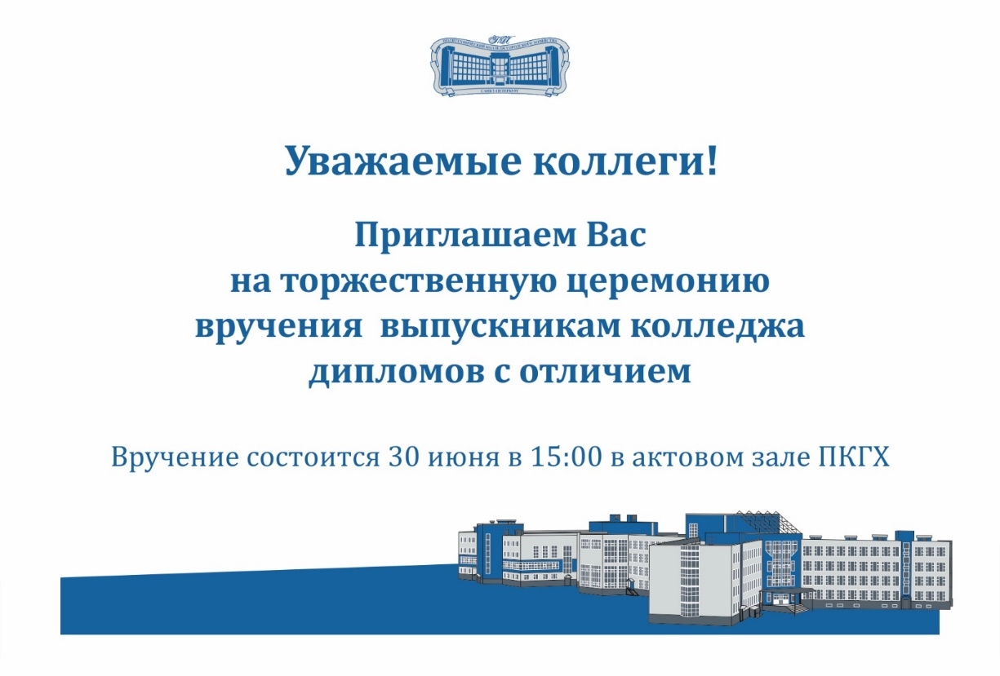 ПОЛИТЕХНИЧЕСКИЙ КОЛЛЕДЖ ГОРОДСКОГО ХОЗЯЙСТВА
САНКТ-ПЕТЕРБУРГ
Уважаемые коллеги!
Приглашаем Вас
на торжественную церемонию
вручения выпускникам колледжа
дипломов с отличием
Вручение состоится 30 июня в 15:00 в актовом зале ПКГХ